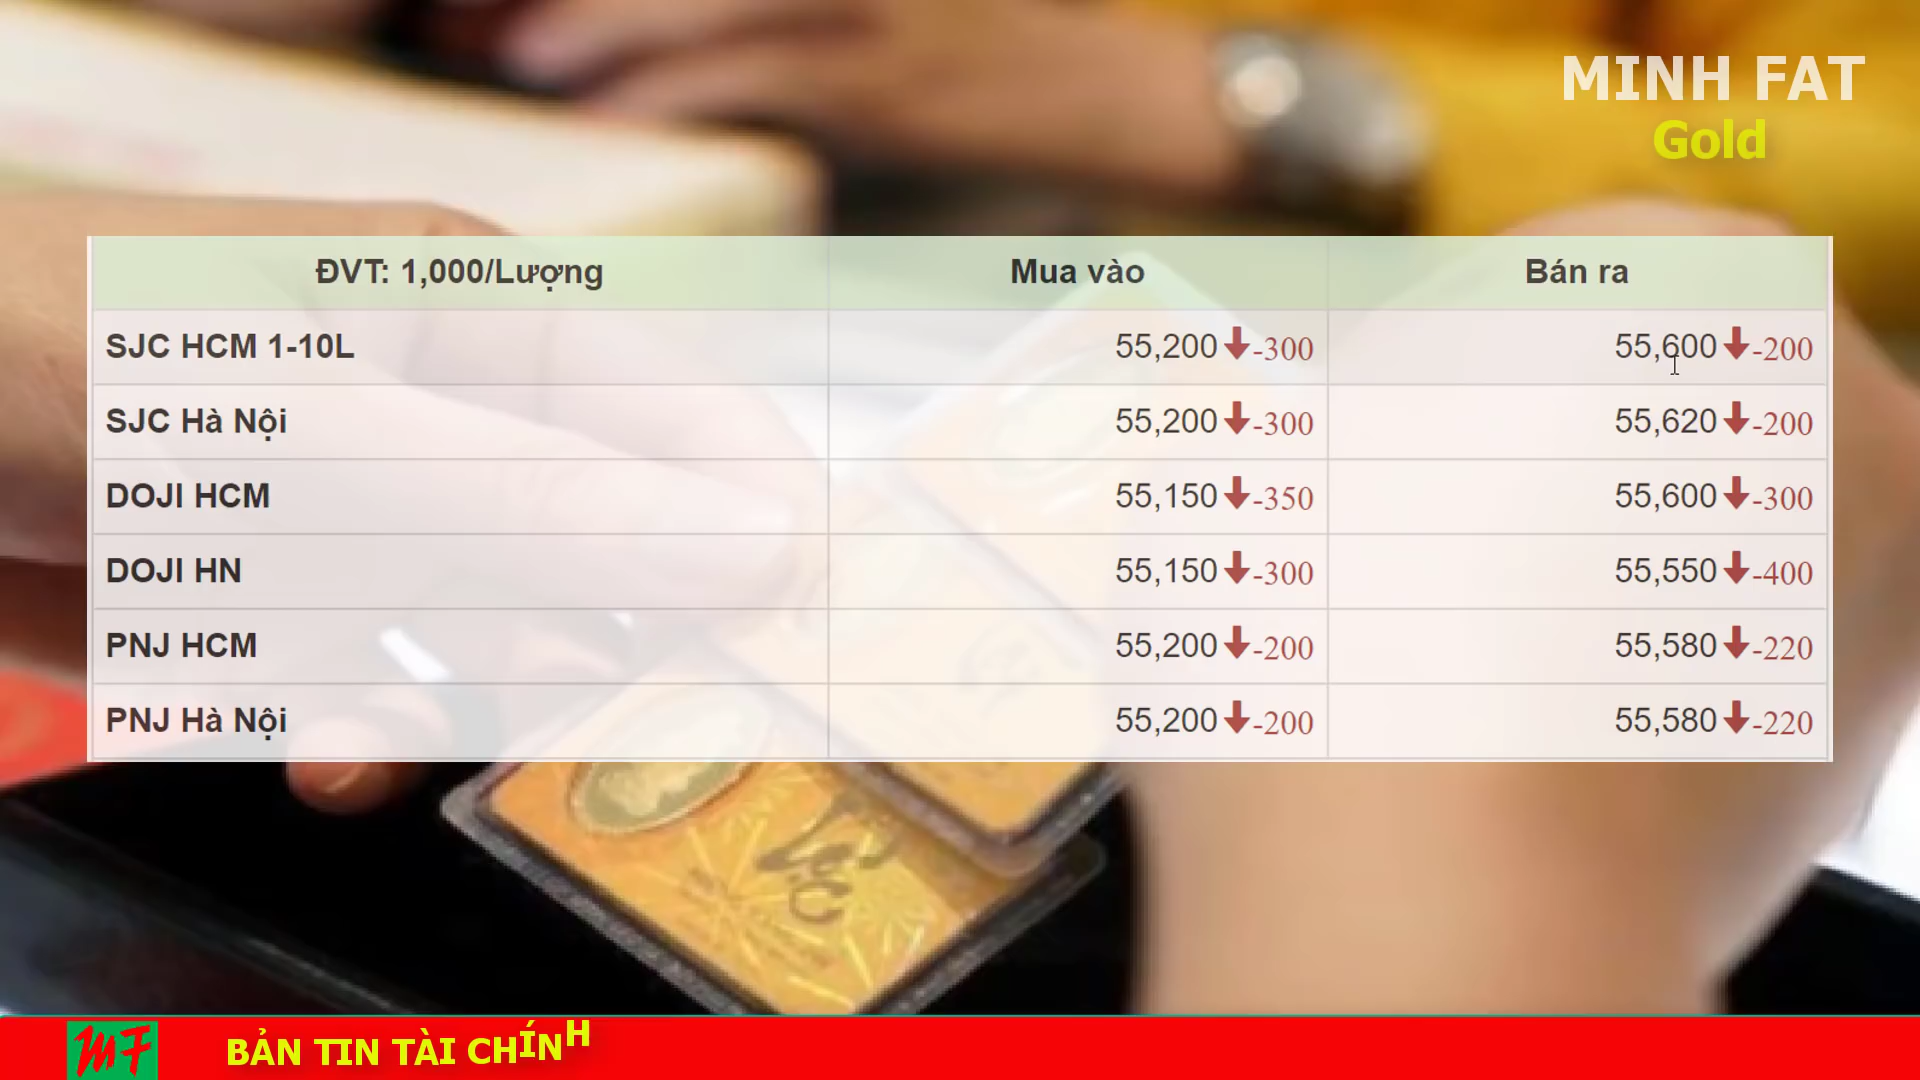 MINH FAT
Gold
ĐVT: 1,000/Lượng Mua vào Bán ra
SJC HCM 1-10L 55,200 -300 55,600 -200
SJC Hà Nội 55,200 -300 55,620 -200
DOJI HCM 55,150 -350 55,600 -300
DOJI HN 55,150 -300 55,550 -400
PNJ HCM 55,200 -200 55,580 -220
PNJ Hà Nội 55,200 -200 55,580 -220
MF BẢN TIN TÀI CHÍNH